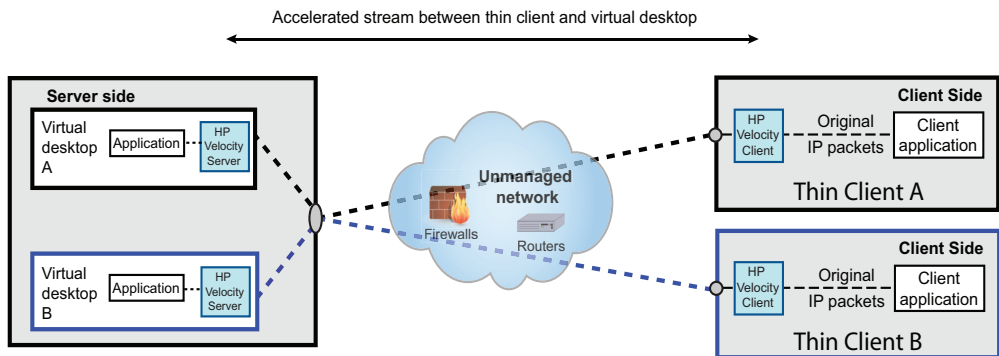 Accelerated stream between thin client and virtual desktop
Server side
Virtual
desktop
A
Application
HP
Velocity
Server
Virtual
desktop
B
Application
HP
Velocity
Server
Unmanaged
network
Firewalls
Routers
Client Side
HP
Velocity
Client
Original
IP packets
Client
application
Thin Client A
Client Side
HP
Velocity
Client
Original
IP packets
Client
application
Thin Client B